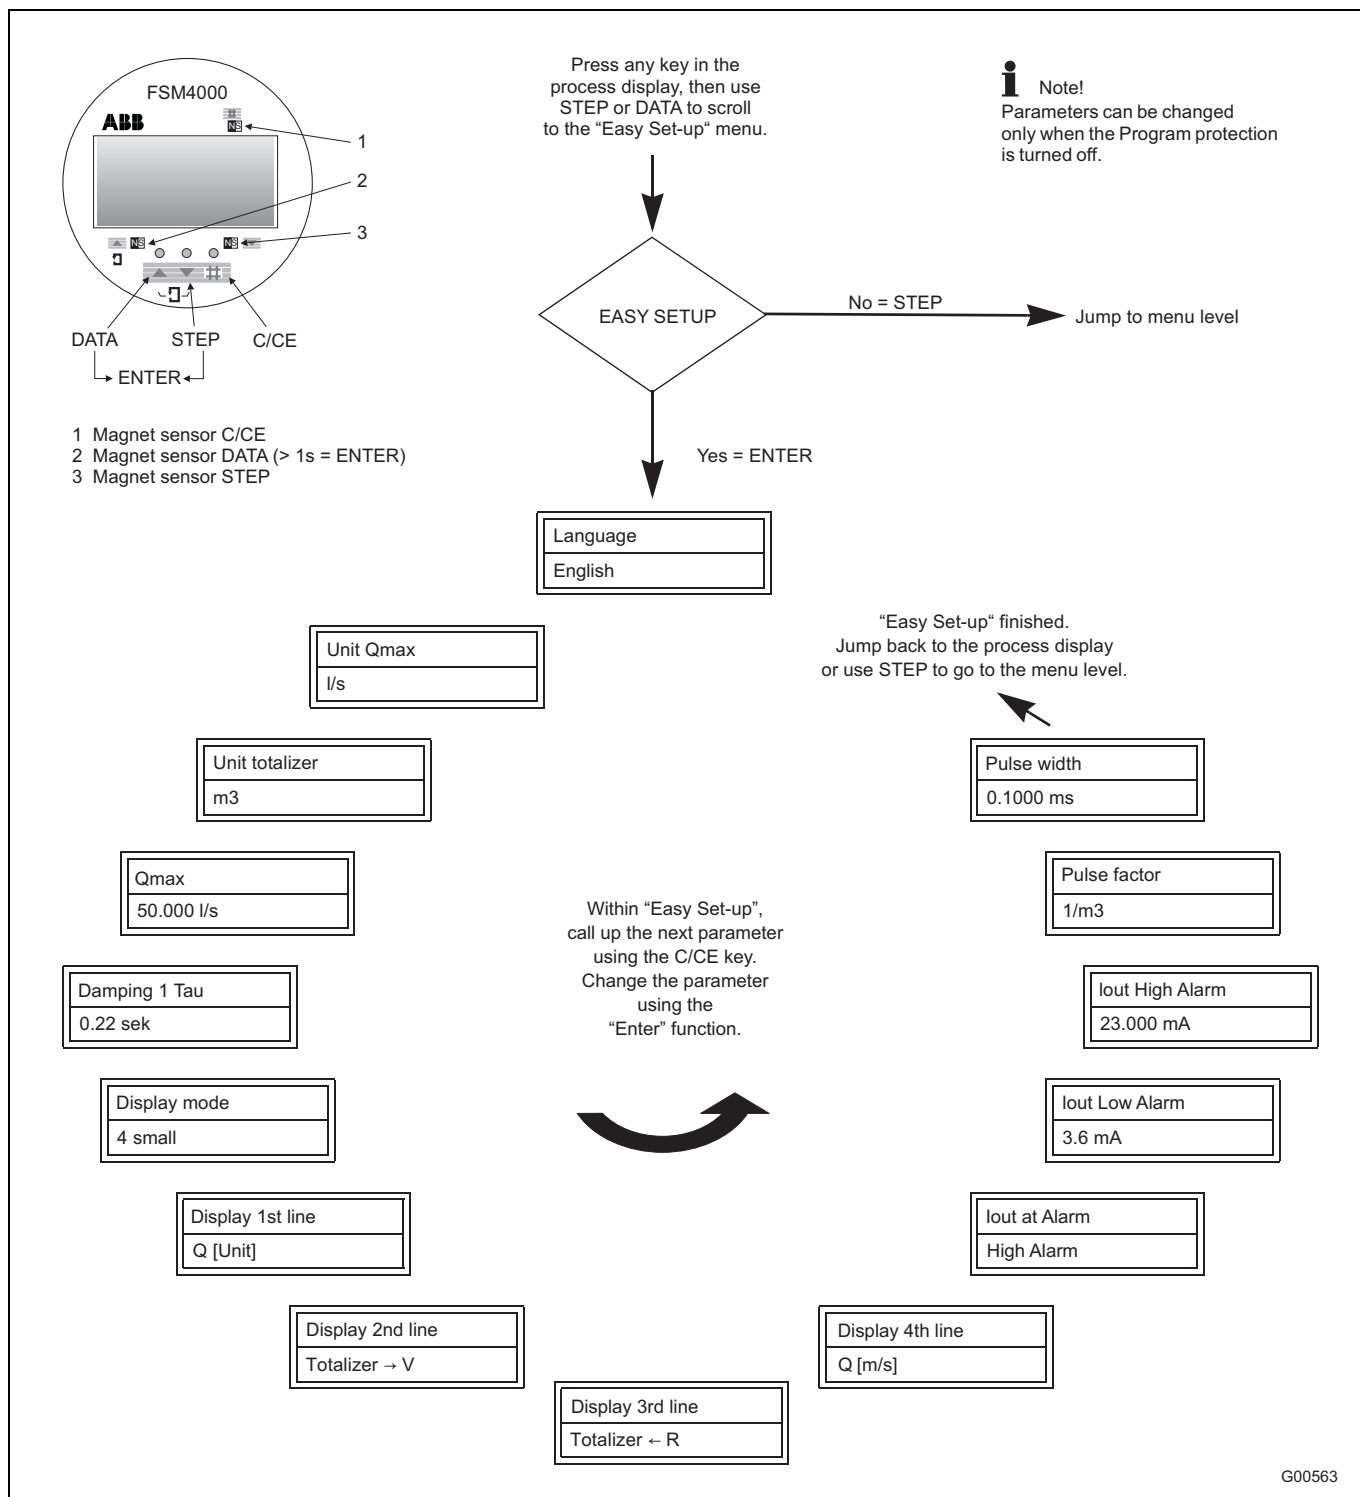 FSM4000
ABB
NS
1
2
3
NS
NS
DATA
STEP
C/CE
ENTER
1 Magnet sensor C/CE
2 Magnet sensor DATA (> 1s = ENTER)
3 Magnet sensor STEP
Press any key in the
process display, then use
STEP or DATA to scroll
to the “Easy Set-up“ menu.
i Note!
Parameters can be changed
only when the Program protection
is turned off.
EASY SETUP
No = STEP
Jump to menu level
Yes = ENTER
Language
English
Unit Qmax
l/s
Unit totalizer
m3
Qmax
50.000 l/s
Damping 1 Tau
0.22 sek
Display mode
4 small
Display 1st line
Q [Unit]
Display 2nd line
Totalizer → V
Display 3rd line
Totalizer ← R
Display 4th line
Q [m/s]
Iout at Alarm
High Alarm
Iout Low Alarm
3.6 mA
Iout High Alarm
23.000 mA
Pulse factor
1/m3
Pulse width
0.1000 ms
“Easy Set-up“ finished.
Jump back to the process display
or use STEP to go to the menu level.
Within “Easy Set-up”,
call up the next parameter
using the C/CE key.
Change the parameter
using the
“Enter” function.
G00563